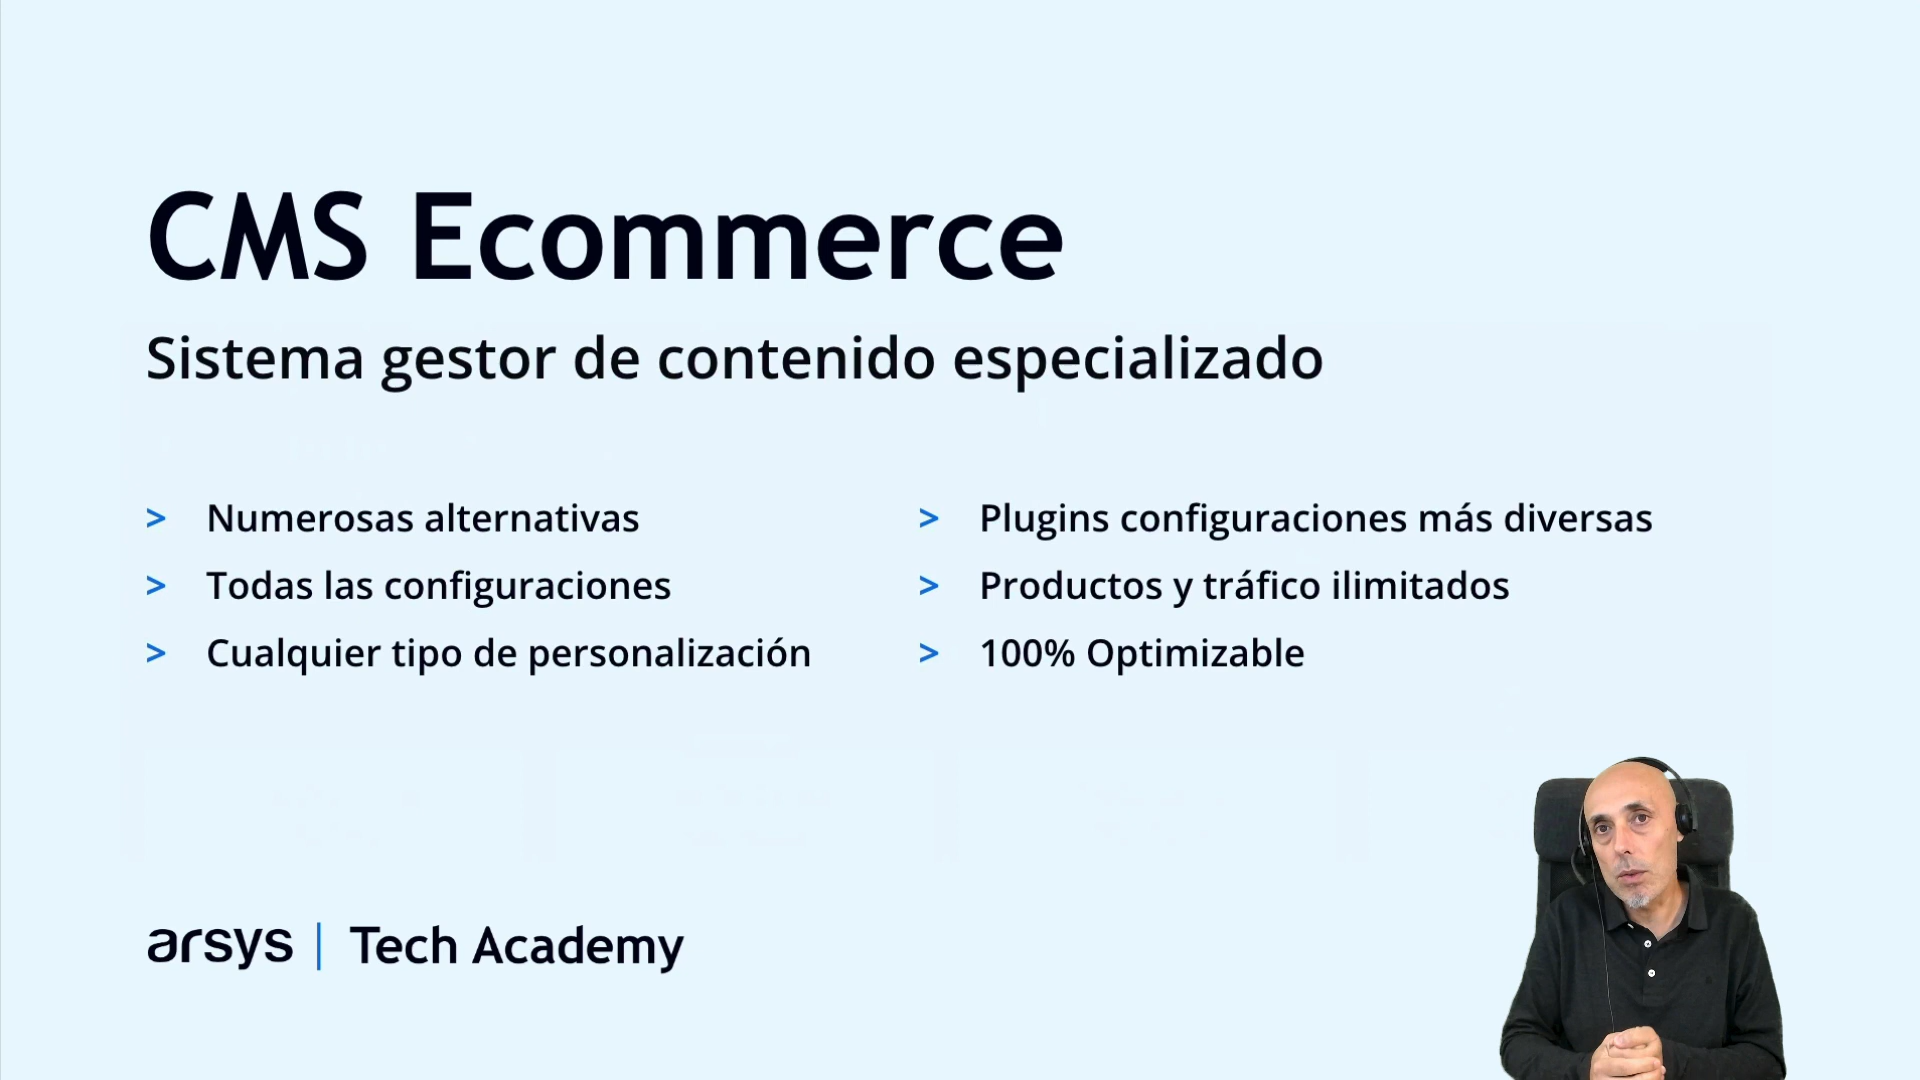 CMS Ecommerce
Sistema gestor de contenido especializado
> Numerosas alternativas
> Todas las configuraciones
> Cualquier tipo de personalización
> Plugins configuraciones más diversas
> Productos y tráfico ilimitados
> 100% Optimizable
arsys | Tech Academy